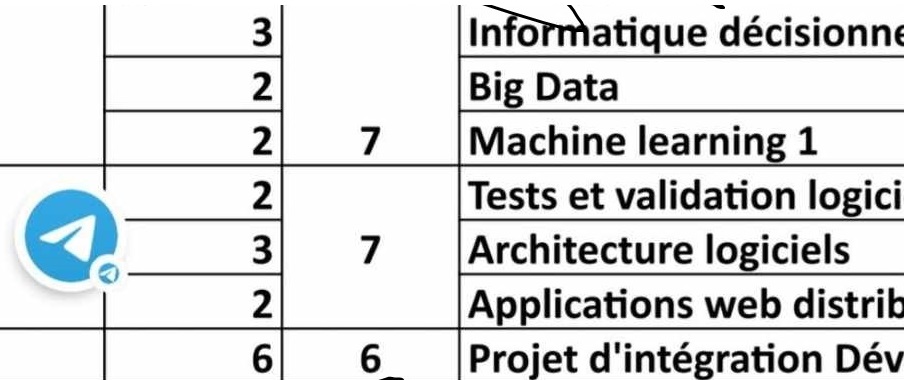 3 Informatique décisionne
2 Big Data
2 7 Machine learning 1
2 Tests et validation logici
3 7 Architecture logiciels
2 Applications web distrib
6 6 Projet d'intégration Dév